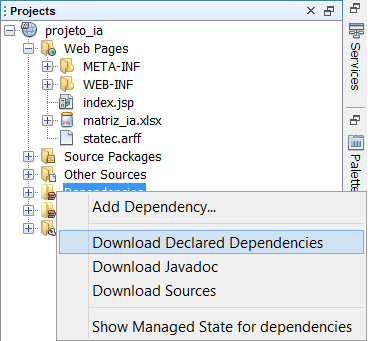 Projects
projeto_ia
Web Pages
META-INF
WEB-INF
index.jsp
matriz_ia.xlsx
statec.arff
Source Packages
Other Sources
Dependencies
Add Dependency...
Download Declared Dependencies
Download Javadoc
Download Sources
Show Managed State for dependencies
Services